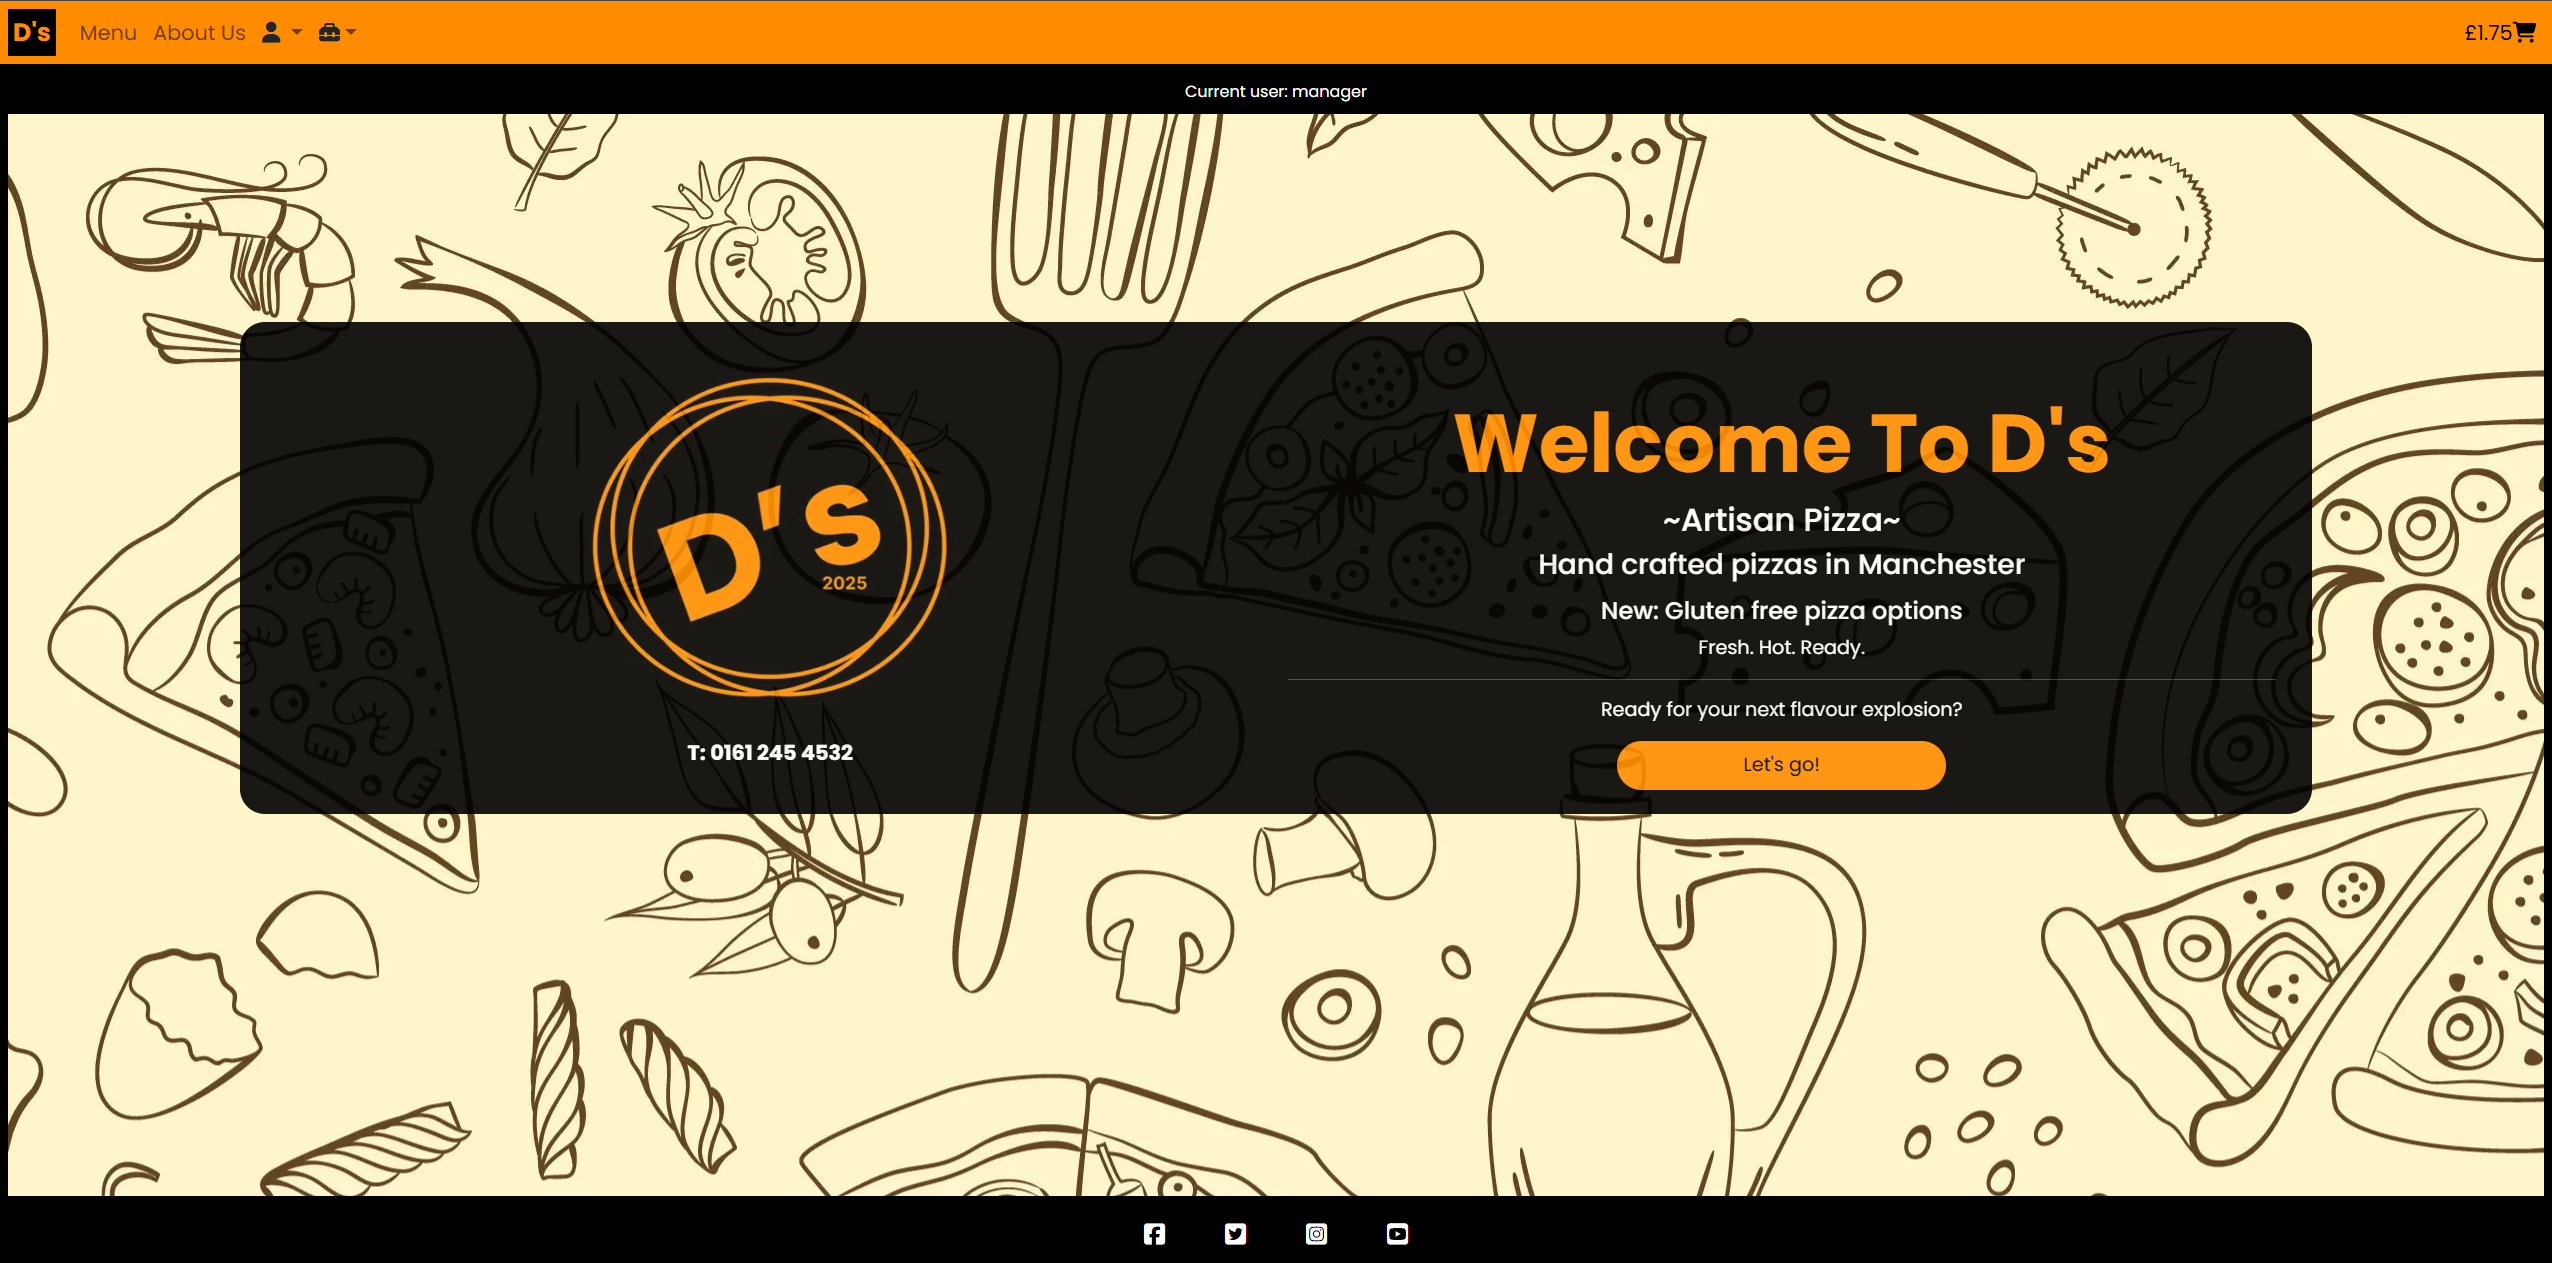 D's Menu About Us £1.75
Current user: manager
D's
2025
T: 0161 245 4532
Welcome To D's
~Artisan Pizza~
Hand crafted pizzas in Manchester
New: Gluten free pizza options
Fresh. Hot. Ready.
Ready for your next flavour explosion?
Let's go!